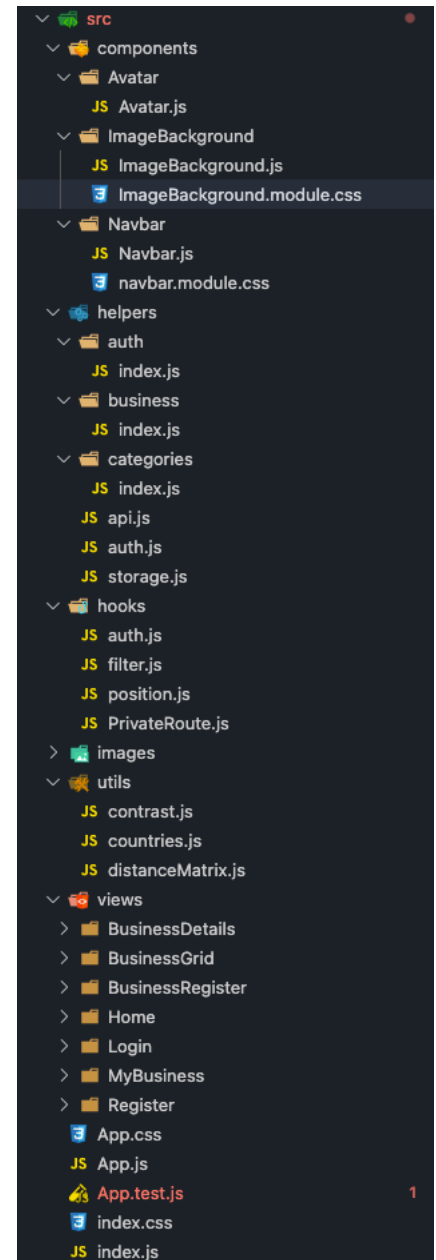 src
components
Avatar
JS Avatar.js
ImageBackground
JS ImageBackground.js
ImageBackground.module.css
Navbar
JS Navbar.js
navbar.module.css
helpers
auth
JS index.js
business
JS index.js
categories
JS index.js
JS api.js
JS auth.js
JS storage.js
hooks
JS auth.js
JS filter.js
JS position.js
JS PrivateRoute.js
images
utils
JS contrast.js
JS countries.js
JS distanceMatrix.js
views
BusinessDetails
BusinessGrid
BusinessRegister
Home
Login
MyBusiness
Register
App.css
JS App.js
App.test.js 1
index.css
JS index.js